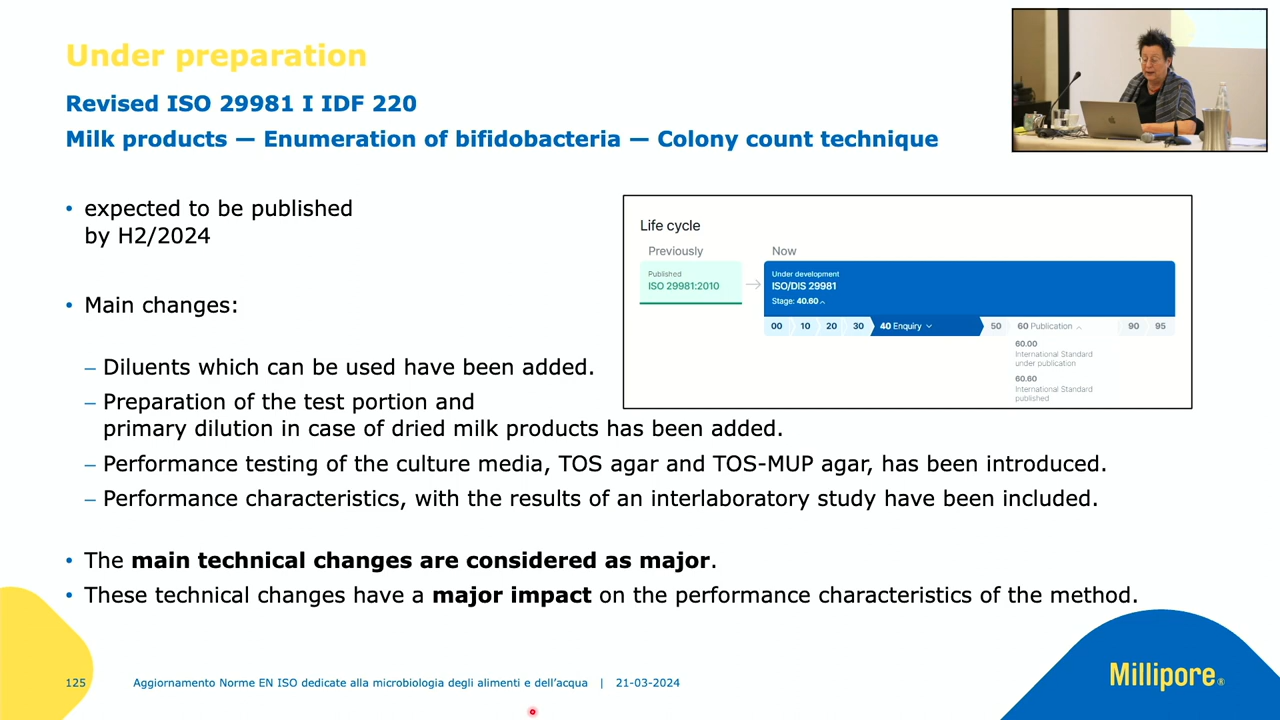 Under preparation
Revised ISO 29981 I IDF 220
Milk products — Enumeration of bifidobacteria — Colony count technique
• expected to be published
by H2/2024
• Main changes:
– Diluents which can be used have been added.
– Preparation of the test portion and
primary dilution in case of dried milk products has been added.
– Performance testing of the culture media, TOS agar and TOS-MUP agar, has been introduced.
– Performance characteristics, with the results of an interlaboratory study have been included.
• The main technical changes are considered as major.
• These technical changes have a major impact on the performance characteristics of the method.
Life cycle
Previously
Now
Published
ISO 29981:2010
Under development
ISO/DIS 29981
Stage: 40.60
00 10 20 30 40 Enquiry 50 60 Publication 90 95
60.00
International Standard
under publication
60.60
International Standard
published
125 Aggiornamento Norme EN ISO dedicate alla microbiologia degli alimenti e dell’acqua | 21-03-2024
Millipore®